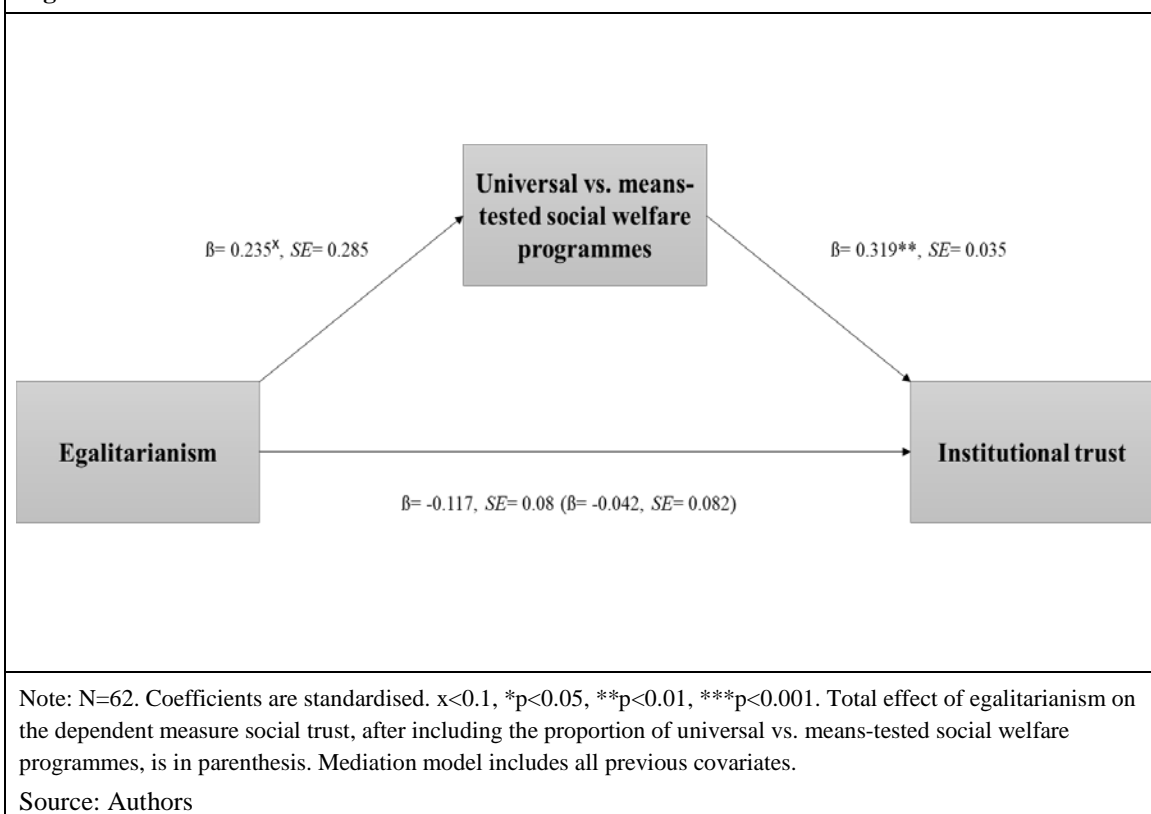 Universal vs. means-
tested social welfare
programmes
ß= 0.235ˣ, SE= 0.285
ß= 0.319**, SE= 0.035
Egalitarianism
Institutional trust
ß= -0.117, SE= 0.08 (ß= -0.042, SE= 0.082)
Note: N=62. Coefficients are standardised. x<0.1, *p<0.05, **p<0.01, ***p<0.001. Total effect of egalitarianism on
the dependent measure social trust, after including the proportion of universal vs. means-tested social welfare
programmes, is in parenthesis. Mediation model includes all previous covariates.
Source: Authors